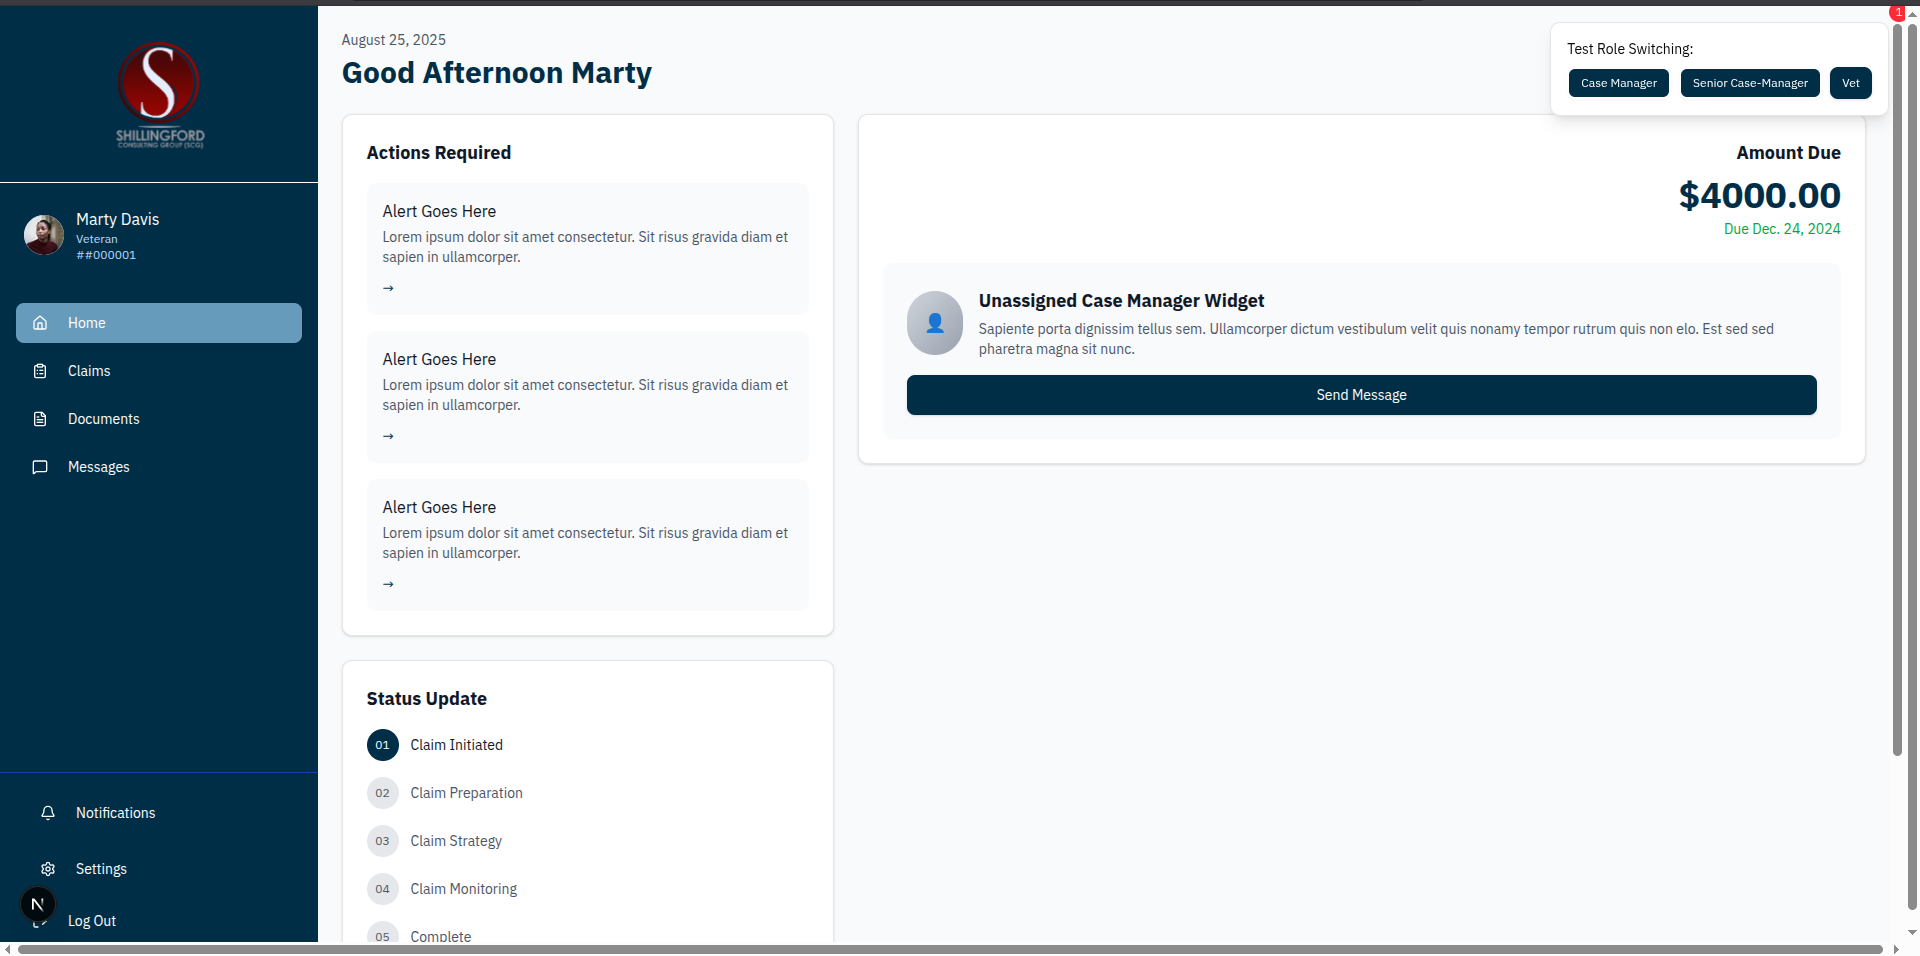 S
SHILLINGFORD
CONSULTING GROUP (SCG)
Marty Davis
Veteran
##000001
Home
Claims
Documents
Messages
Notifications
Settings
N
Log Out
August 25, 2025
Good Afternoon Marty
Actions Required
Alert Goes Here
Lorem ipsum dolor sit amet consectetur. Sit risus gravida diam et
sapien in ullamcorper.
→
Alert Goes Here
Lorem ipsum dolor sit amet consectetur. Sit risus gravida diam et
sapien in ullamcorper.
→
Alert Goes Here
Lorem ipsum dolor sit amet consectetur. Sit risus gravida diam et
sapien in ullamcorper.
→
Status Update
01 Claim Initiated
02 Claim Preparation
03 Claim Strategy
04 Claim Monitoring
05 Complete
1
Test Role Switching:
Case Manager Senior Case-Manager Vet
Amount Due
$4000.00
Due Dec. 24, 2024
Unassigned Case Manager Widget
Sapiente porta dignissim tellus sem. Ullamcorper dictum vestibulum velit quis nonamy tempor rutrum quis non elo. Est sed sed
pharetra magna sit nunc.
Send Message